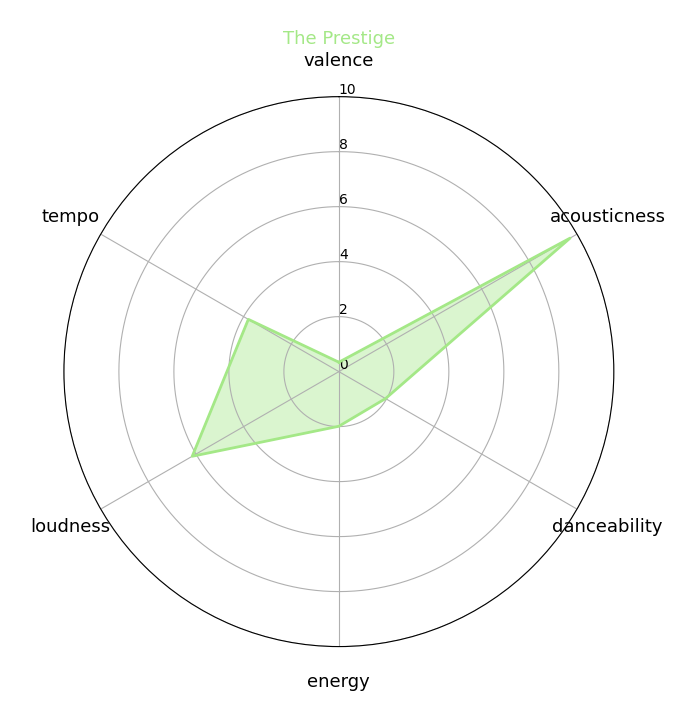 The Prestige
valence
10
8
6
4
2
0
tempo
acousticness
loudness
danceability
energy